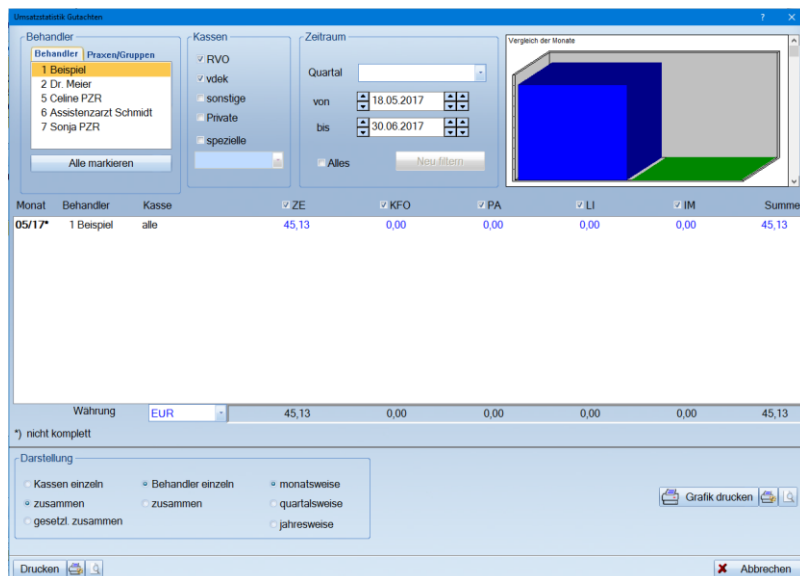 Umsatzstatistik Gutachten
Behandler
Behandler Praxen/Gruppen
1 Beispiel
2 Dr. Meier
5 Celine PZR
6 Assistenzarzt Schmidt
7 Sonja PZR
Alle markieren
Kassen
RVO
vdek
sonstige
Private
spezielle
Zeitraum
Quartal
von 18.05.2017
bis 30.06.2017
Alles Neu filtern
Vergleich der Monate
Monat Behandler Kasse ZE KFO PA LI IM Summe
05/17* 1 Beispiel alle 45,13 0,00 0,00 0,00 0,00 45,13
Währung EUR 45,13 0,00 0,00 0,00 0,00 45,13
*) nicht komplett
Darstellung
Kassen einzeln Behandler einzeln monatsweise
zusammen zusammen quartalsweise
gesetzl. zusammen jahresweise
Grafik drucken
Drucken Abbrechen